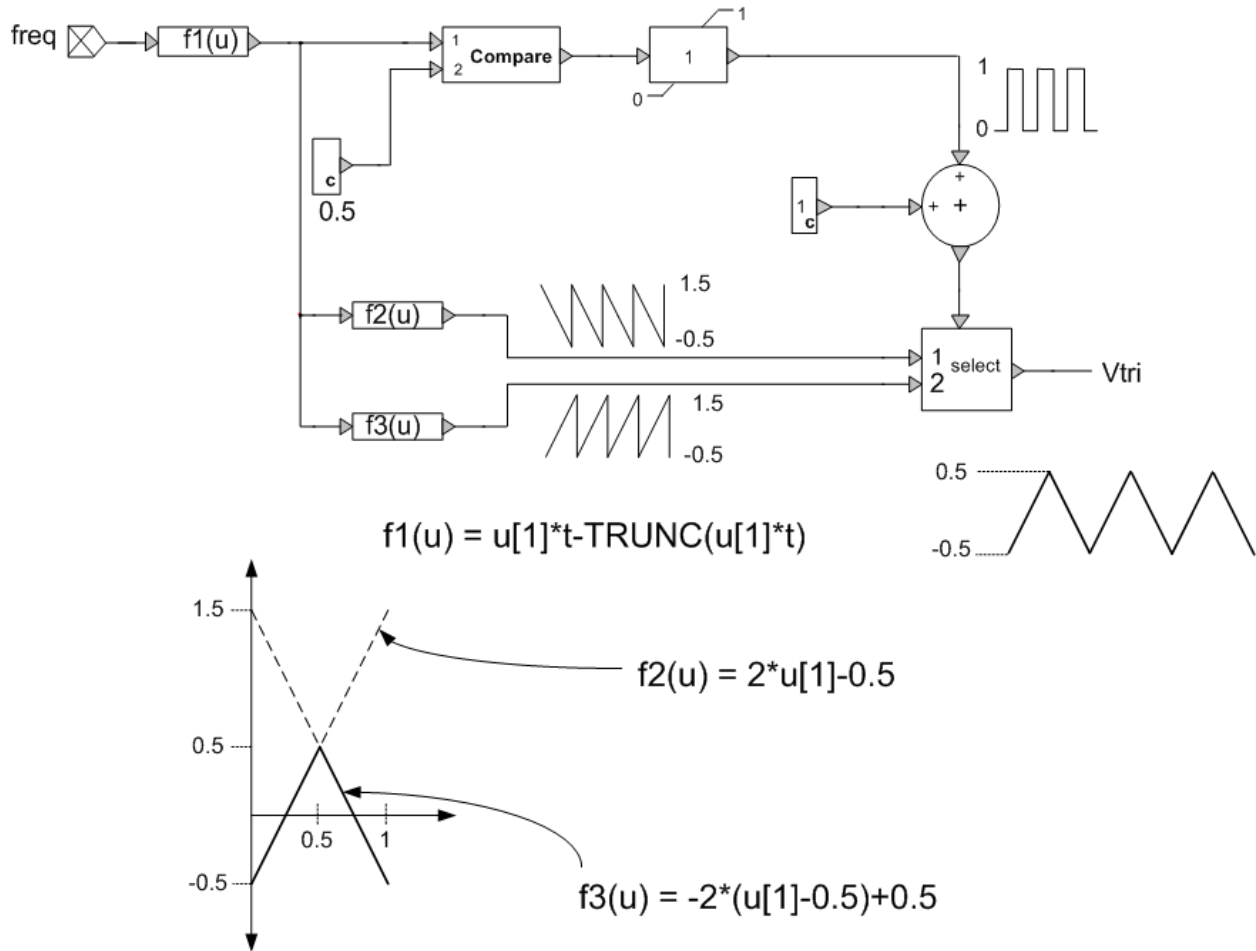 freq
f1(u)
1
2
Compare
1
1
0
c
0.5
1
0
1
c
+
+
+
f2(u)
1.5
-0.5
f3(u)
1.5
-0.5
1
2
select
Vtri
0.5
-0.5
f1(u) = u[1]*t-TRUNC(u[1]*t)
1.5
0.5
-0.5
0.5
1
f2(u) = 2*u[1]-0.5
f3(u) = -2*(u[1]-0.5)+0.5